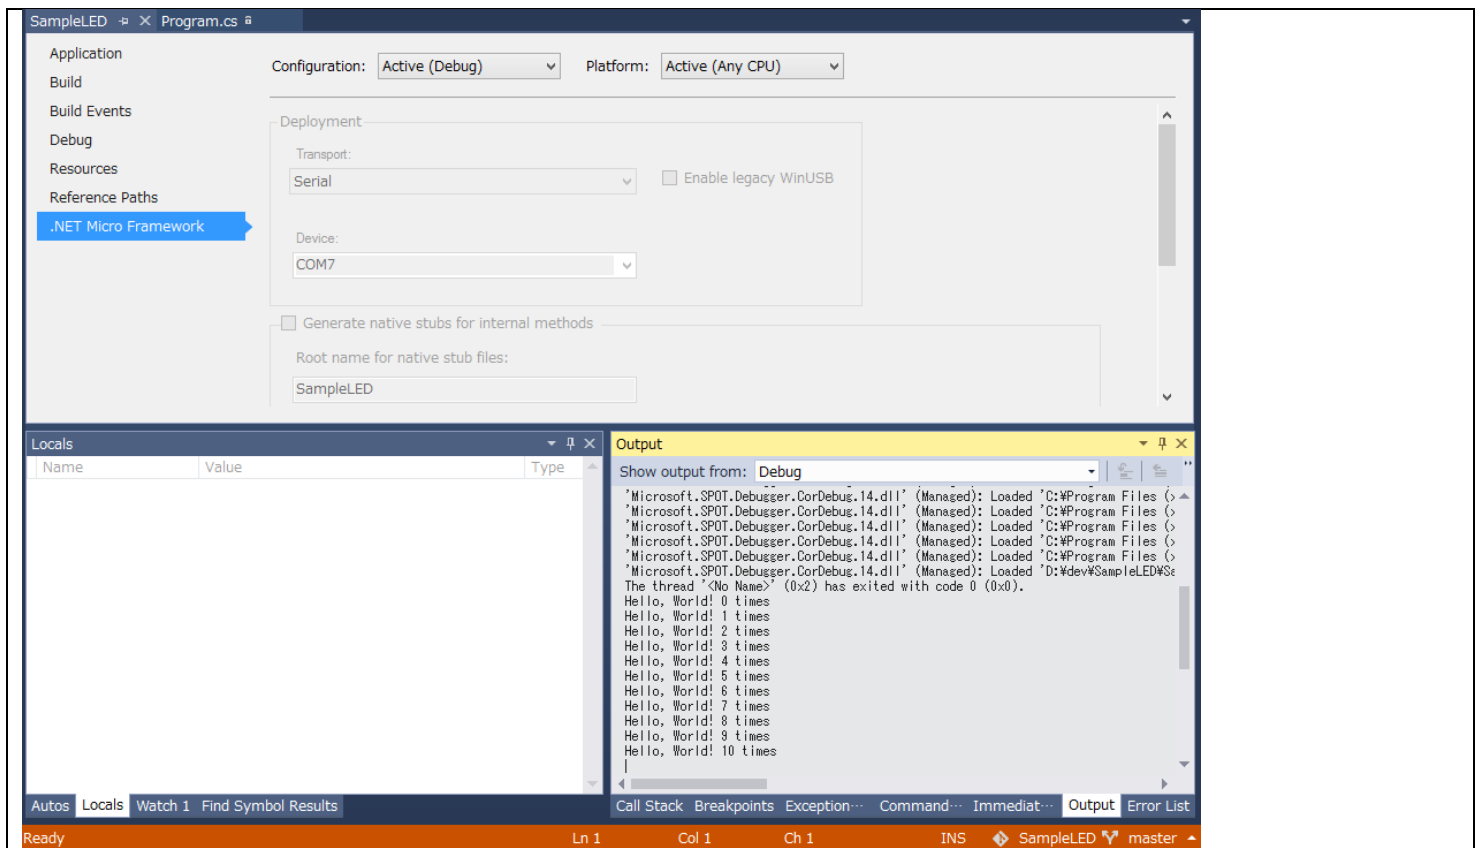 SampleLED Program.cs
Application
Build
Build Events
Debug
Resources
Reference Paths
.NET Micro Framework
Configuration: Active (Debug) Platform: Active (Any CPU)
Deployment
Transport:
Serial Enable legacy WinUSB
Device:
COM7
Generate native stubs for internal methods
Root name for native stub files:
SampleLED
Locals
Name Value Type
Autos Locals Watch 1 Find Symbol Results
Output
Show output from: Debug
'Microsoft.SPOT.Debugger.CorDebug.14.dll' (Managed): Loaded 'C:¥Program Files (
'Microsoft.SPOT.Debugger.CorDebug.14.dll' (Managed): Loaded 'C:¥Program Files (
'Microsoft.SPOT.Debugger.CorDebug.14.dll' (Managed): Loaded 'C:¥Program Files (
'Microsoft.SPOT.Debugger.CorDebug.14.dll' (Managed): Loaded 'C:¥Program Files (
'Microsoft.SPOT.Debugger.CorDebug.14.dll' (Managed): Loaded 'C:¥Program Files (
'Microsoft.SPOT.Debugger.CorDebug.14.dll' (Managed): Loaded 'D:¥dev¥SampleLED¥Sa
The thread '<No Name>' (0x2) has exited with code 0 (0x0).
Hello, World! 0 times
Hello, World! 1 times
Hello, World! 2 times
Hello, World! 3 times
Hello, World! 4 times
Hello, World! 5 times
Hello, World! 6 times
Hello, World! 7 times
Hello, World! 8 times
Hello, World! 9 times
Hello, World! 10 times
Call Stack Breakpoints Exception··· Command··· Immediat··· Output Error List
Ready Ln 1 Col 1 Ch 1 INS SampleLED master